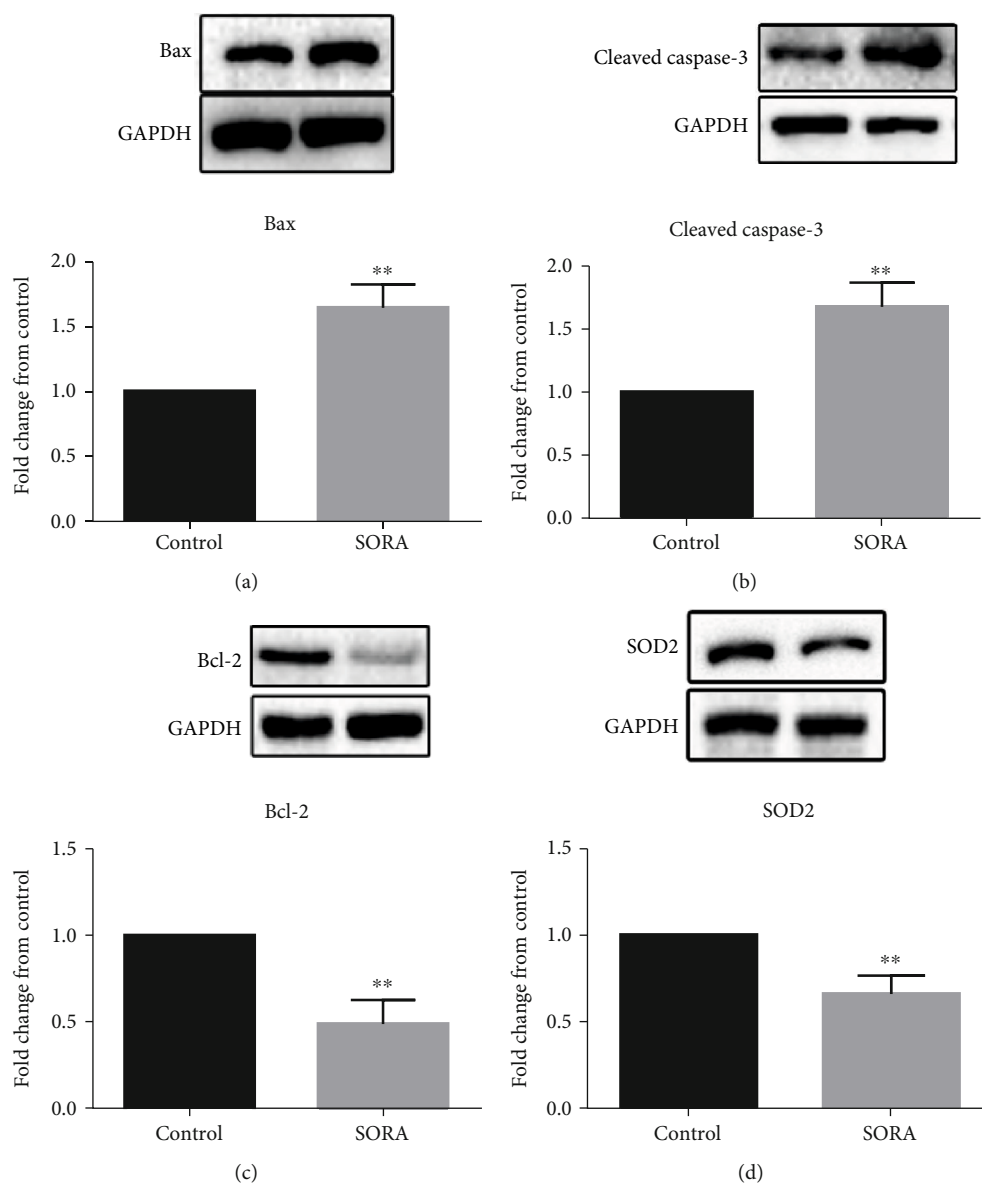 Bax
GAPDH
Bax
Fold change from control
2.0
1.5
1.0
0.5
0.0
**
Control SORA
(a)
Cleaved caspase-3
GAPDH
Cleaved caspase-3
Fold change from control
2.0
1.5
1.0
0.5
0.0
**
Control SORA
(b)
Bcl-2
GAPDH
Bcl-2
Fold change from control
1.5
1.0
0.5
0.0
**
Control SORA
(c)
SOD2
GAPDH
SOD2
Fold change from control
1.5
1.0
0.5
0.0
**
Control SORA
(d)